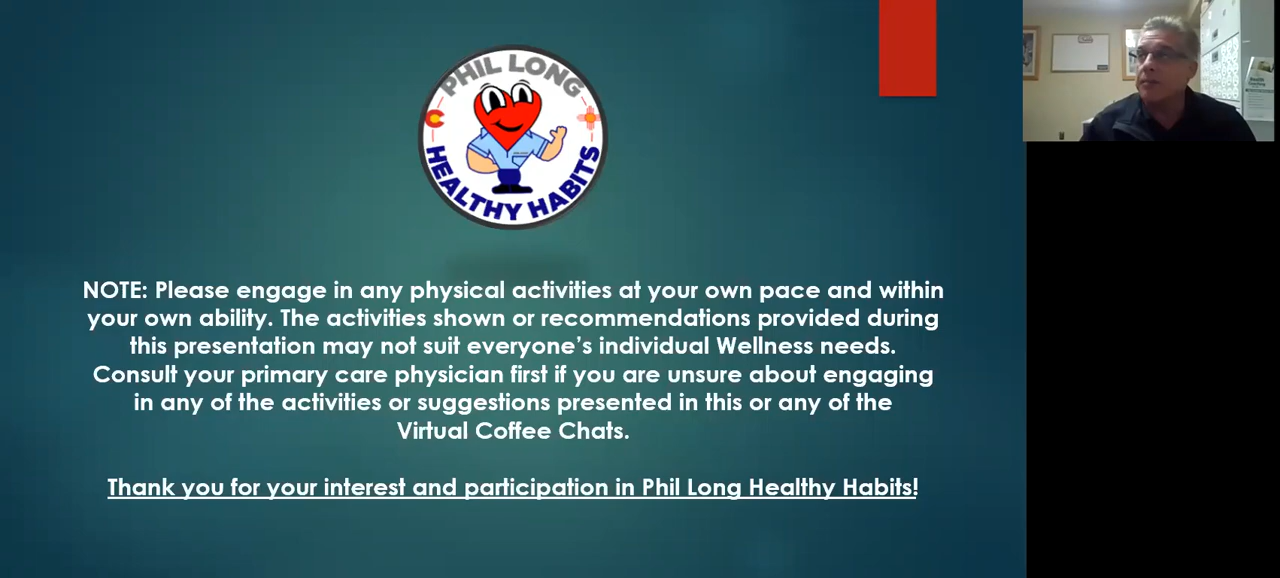 PHIL LONG
HEALTHY HABITS
NOTE: Please engage in any physical activities at your own pace and within
your own ability. The activities shown or recommendations provided during
this presentation may not suit everyone's individual Wellness needs.
Consult your primary care physician first if you are unsure about engaging
in any of the activities or suggestions presented in this or any of the
Virtual Coffee Chats.
Thank you for your interest and participation in Phil Long Healthy Habits!